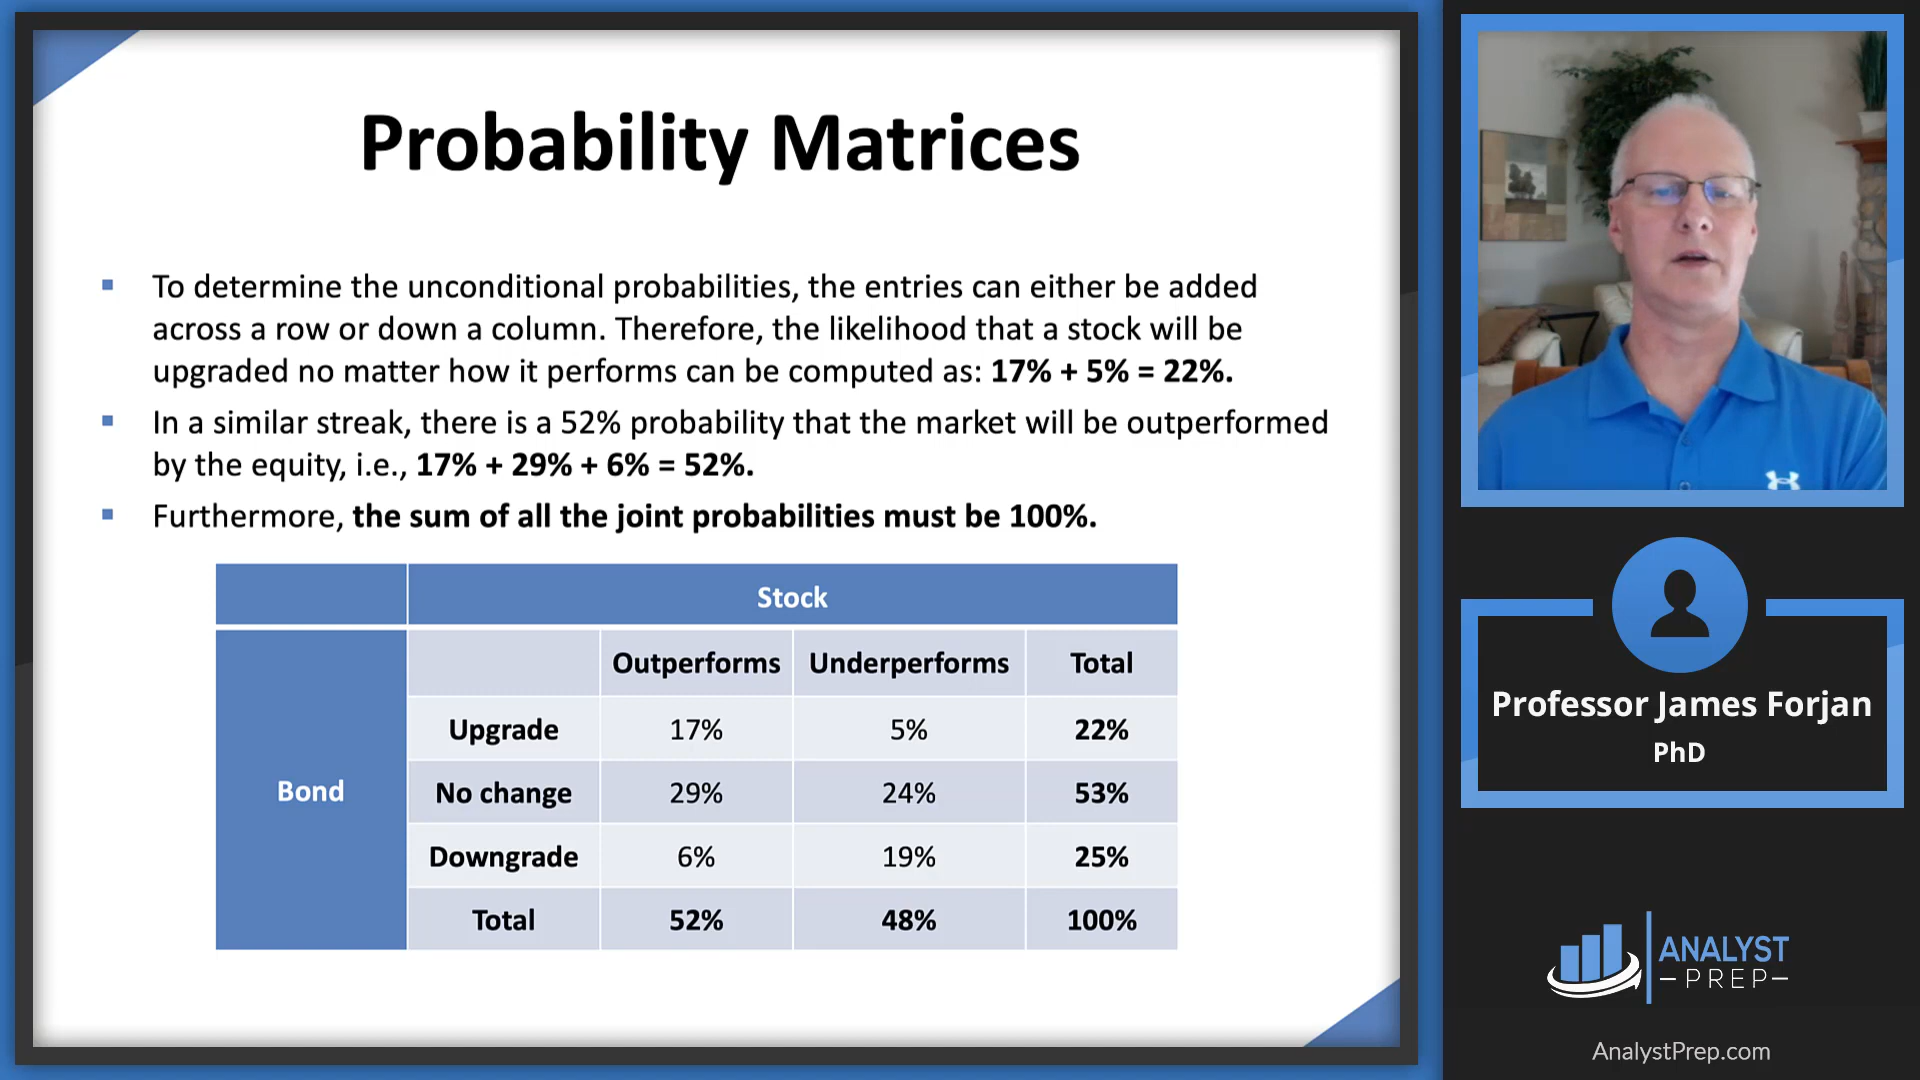 Probability Matrices
To determine the unconditional probabilities, the entries can either be added
across a row or down a column. Therefore, the likelihood that a stock will be
upgraded no matter how it performs can be computed as: 17% + 5% = 22%.
In a similar streak, there is a 52% probability that the market will be outperformed
by the equity, i.e., 17% + 29% + 6% = 52%.
Furthermore, the sum of all the joint probabilities must be 100%.
Stock
Bond
Outperforms Underperforms Total
Upgrade 17% 5% 22%
No change 29% 24% 53%
Downgrade 6% 19% 25%
Total 52% 48% 100%
Professor James Forjan
PhD
ANALYST
PREP
AnalystPrep.com